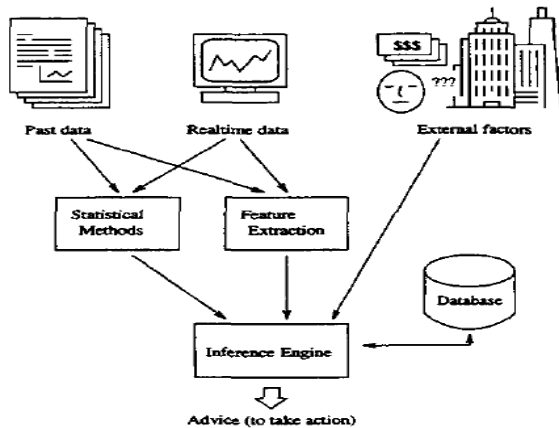 $$$
???
Past data
Realtime data
External factors
Statistical
Methods
Feature
Extraction
Database
Inference Engine
Advice (to take action)